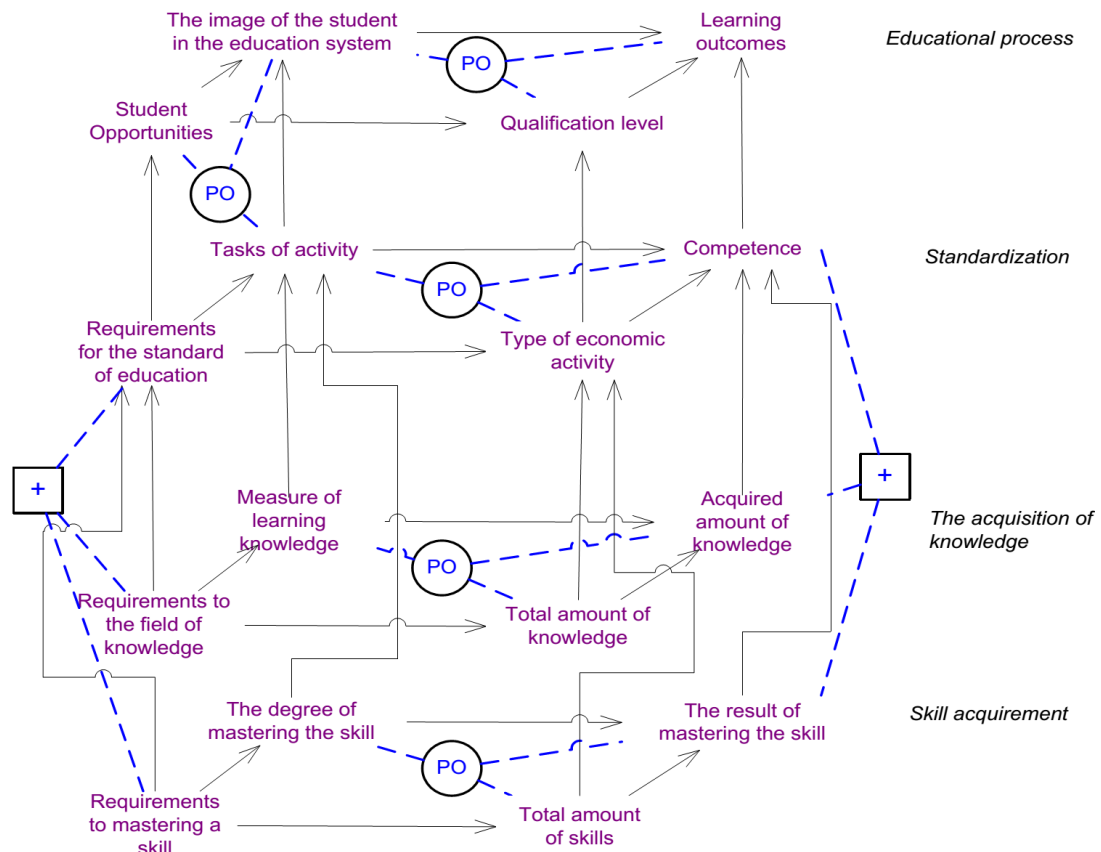 The image of the student
in the education system
Learning
outcomes
Educational process
PO
Student
Opportunities
Qualification level
PO
Tasks of activity
Competence
Standardization
PO
Requirements
for the standard
of education
Type of economic
activity
+
+
Measure of
learning
knowledge
Acquired
amount of
knowledge
The acquisition of
knowledge
PO
Requirements to
the field of
knowledge
Total amount of
knowledge
The degree of
mastering the skill
The result of
mastering the skill
Skill acquirement
PO
Requirements
to mastering a
skill
Total amount
of skills